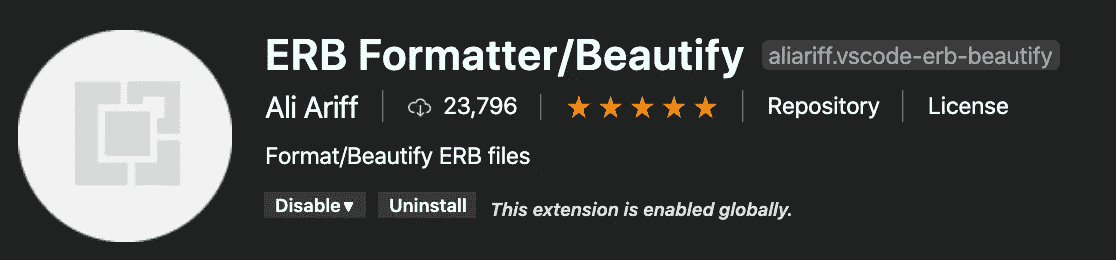 ERB Formatter/Beautify aliariff.vscode-erb-beautify
Ali Ariff 23,796 Repository License
Format/Beautify ERB files
Disable Uninstall This extension is enabled globally.